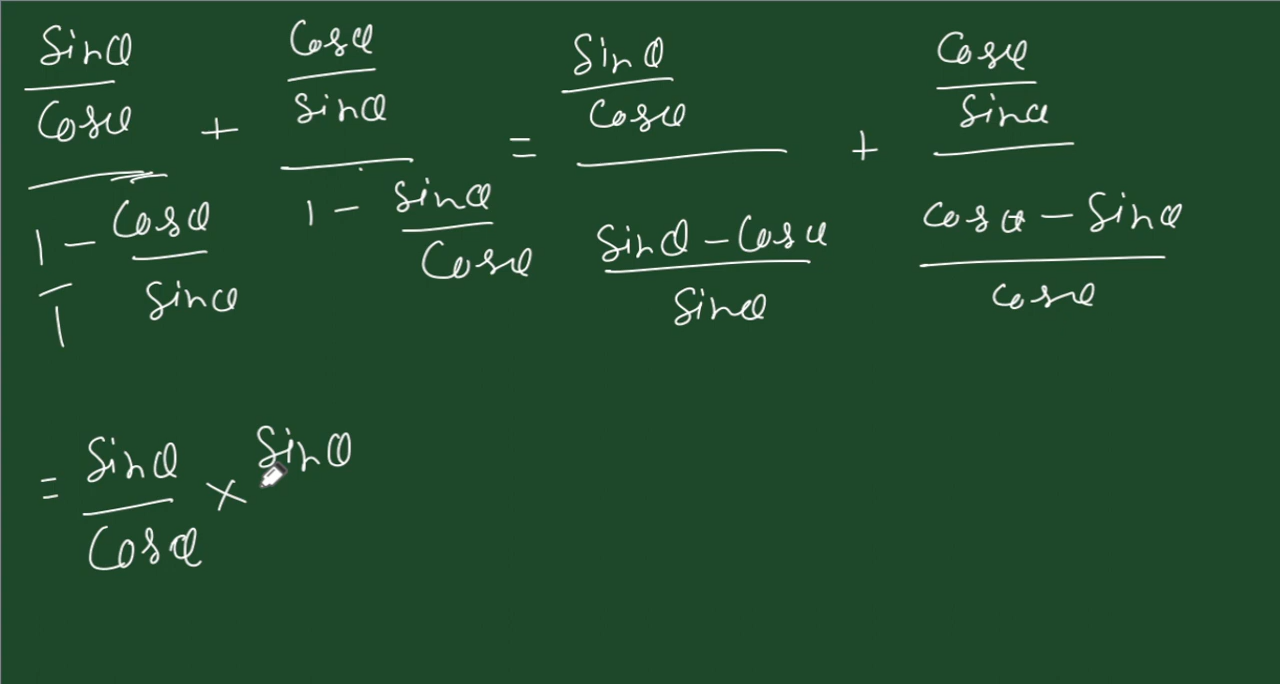 sinθ/cosθ / (1 - cosθ/sinθ)/1 + cosθ/sinθ / (1 - sinθ/cosθ) = sinθ/cosθ / (sinθ - cosθ)/sinθ + cosθ/sinθ / (cosθ - sinθ)/cosθ
= sinθ/cosθ × sinθ